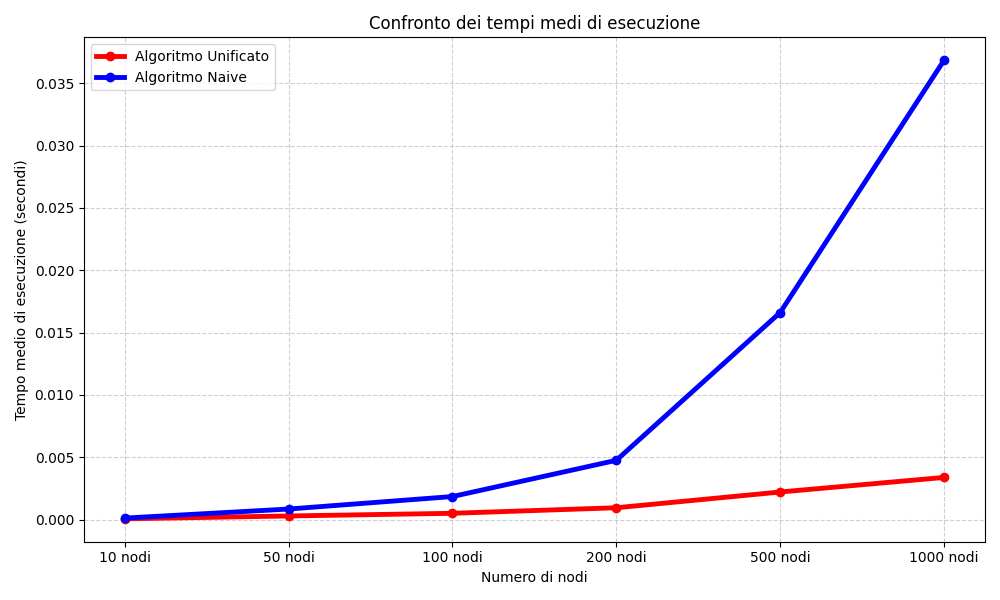 Confronto dei tempi medi di esecuzione
Algoritmo Unificato
Algoritmo Naive
Tempo medio di esecuzione (secondi)
0.035
0.030
0.025
0.020
0.015
0.010
0.005
0.000
10 nodi 50 nodi 100 nodi 200 nodi 500 nodi 1000 nodi
Numero di nodi